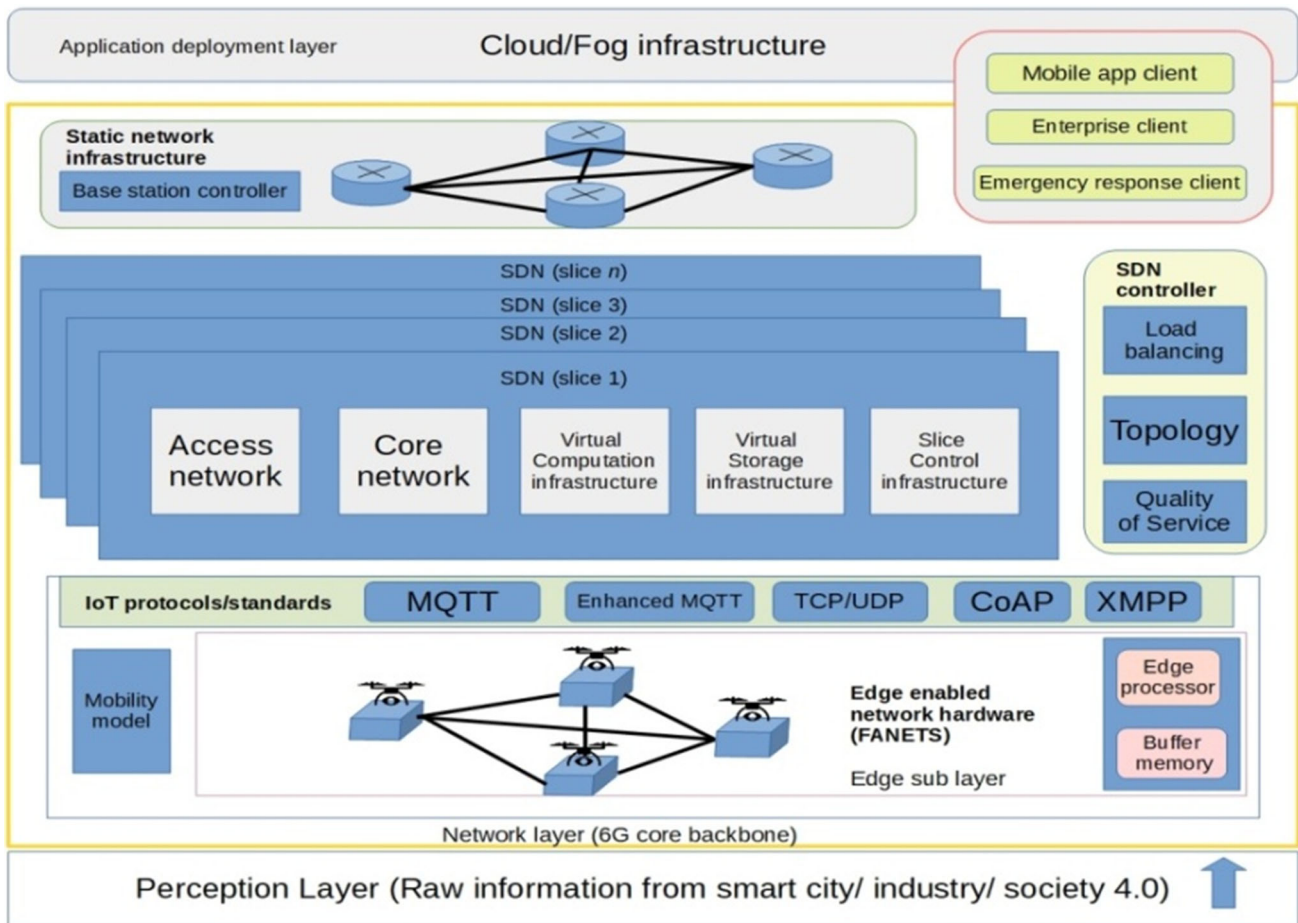 Application deployment layer
Cloud/Fog infrastructure
Mobile app client
Enterprise client
Emergency response client
Static network
infrastructure
Base station controller
SDN (slice n)
SDN (slice 3)
SDN (slice 2)
SDN (slice 1)
Access
network
Core
network
Virtual
Computation
infrastructure
Virtual
Storage
infrastructure
Slice
Control
infrastructure
SDN
controller
Load
balancing
Topology
Quality
of Service
IoT protocols/standards
MQTT
Enhanced MQTT
TCP/UDP
CoAP
XMPP
Mobility
model
Edge enabled
network hardware
(FANETS)
Edge sub layer
Edge
processor
Buffer
memory
Network layer (6G core backbone)
Perception Layer (Raw information from smart city/ industry/ society 4.0)